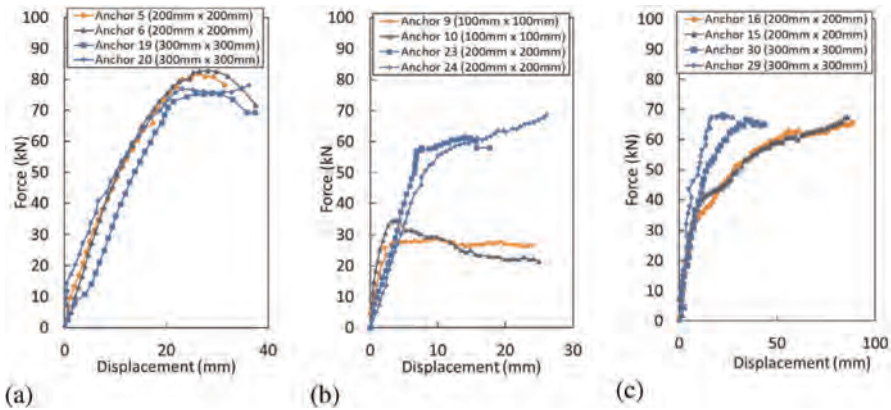 100
90
80
70
60
50
40
30
20
10
0
Force (kN)
Anchor 5 (200mm x 200mm)
Anchor 6 (200mm x 200mm)
Anchor 19 (300mm x 300mm)
Anchor 20 (300mm x 300mm)
0 20 40
Displacement (mm)
(a)
100
90
80
70
60
50
40
30
20
10
0
Force (kN
Anchor 9 (100mm x 100mm)
Anchor 10 (100mm x 100mm)
Anchor 23 (200mm x 200mm)
Anchor 24 (200mm x 200mm)
0 10 20 30
Displacement (mm)
(b)
100
90
80
70
60
50
40
30
20
10
0
Force (kN)
Anchor 16 (200mm x 200mm)
Anchor 15 (200mm x 200mm)
Anchor 30 (300mm x 300mm)
Anchor 29 (300mm x 300mm)
0 50 100
Displacement (mm)
(c)